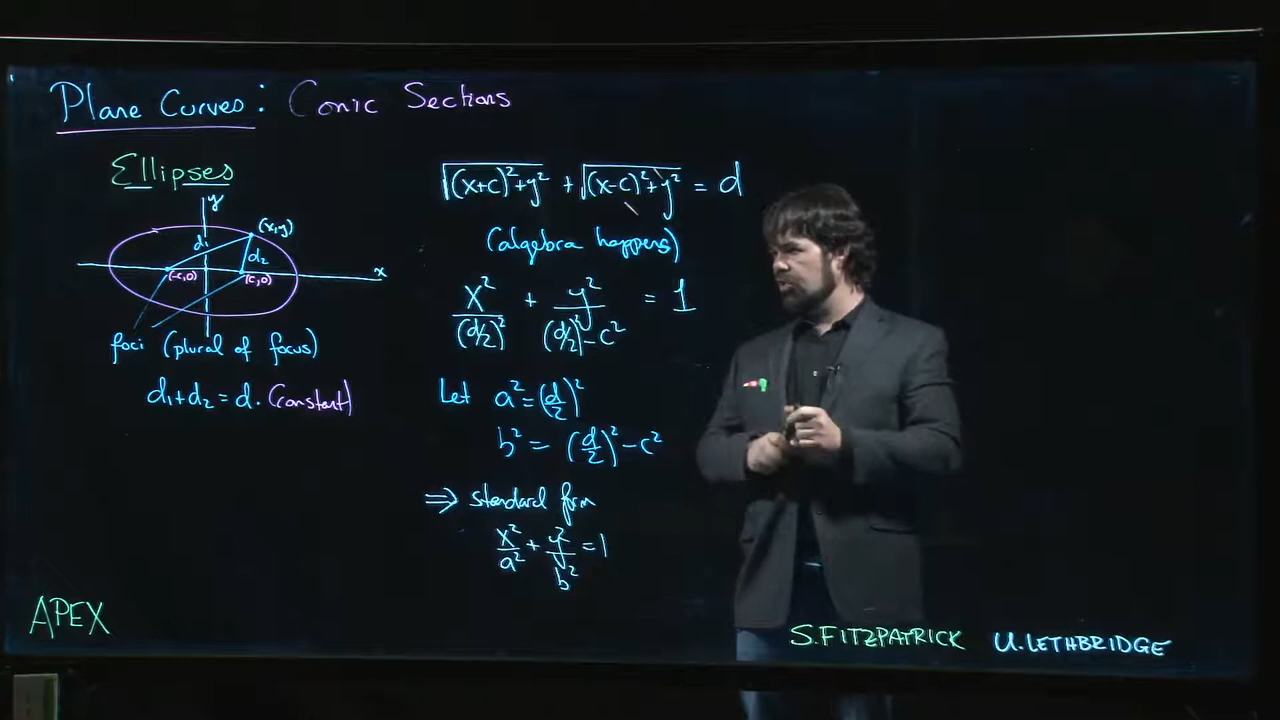 Plane Curves: Conic Sections
Ellipses
y
(x,y)
d₁
d₂
(-c,0)
(c,0)
x
foci (plural of focus)
d₁+d₂ = d. (constant)
√((x+c)²+y²) + √((x-c)²+y²) = d
(algebra happens)
x²/(d/2)² + y²/((d/2)²-c²) = 1
Let a² = (d/2)²
b² = (d/2)² - c²
⇒ standard form
x²/a² + y²/b² = 1
APEX
S.FITZPATRICK U.LETHBRIDGE